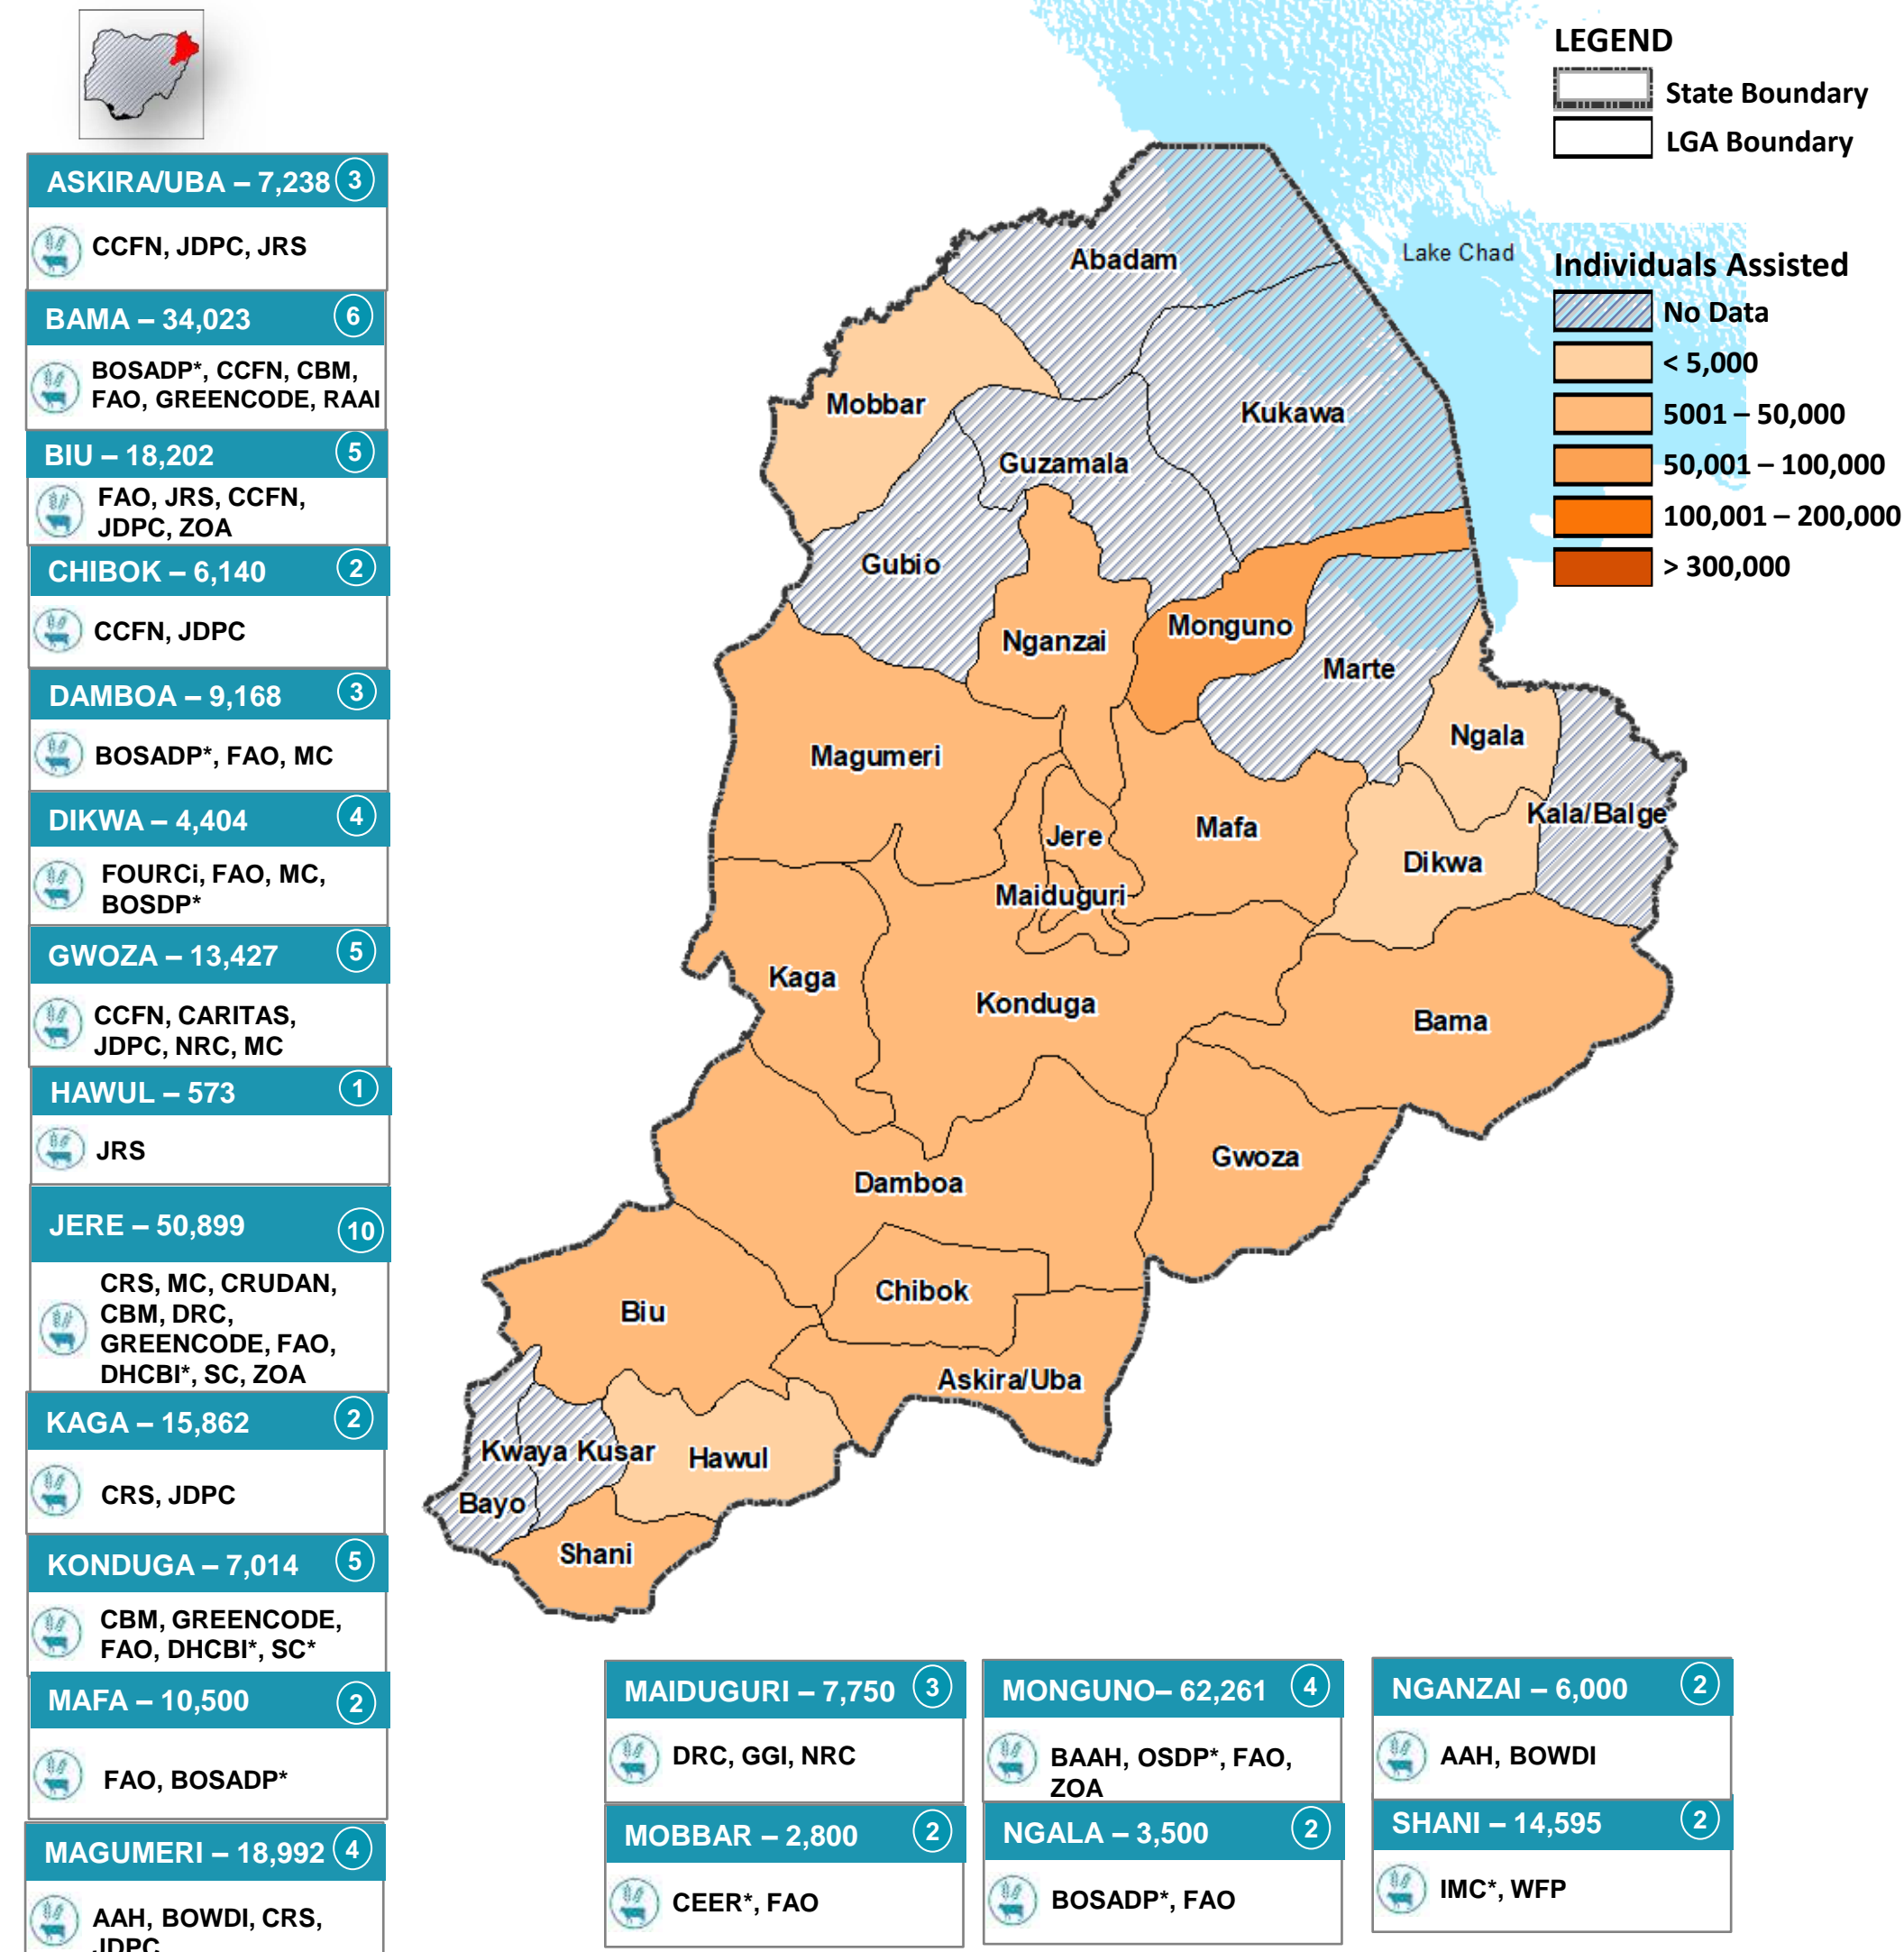 ASKIRA/UBA – 7,238 3
CCFN, JDPC, JRS
BAMA – 34,023 6
BOSADP*, CCFN, CBM,
FAO, GREENCODE, RAAI
BIU – 18,202 5
FAO, JRS, CCFN,
JDPC, ZOA
CHIBOK – 6,140 2
CCFN, JDPC
DAMBOA – 9,168 3
BOSADP*, FAO, MC
DIKWA – 4,404 4
FOURCi, FAO, MC,
BOSDP*
GWOZA – 13,427 5
CCFN, CARITAS,
JDPC, NRC, MC
HAWUL – 573 1
JRS
JERE – 50,899 10
CRS, MC, CRUDAN,
CBM, DRC,
GREENCODE, FAO,
DHCBI*, SC, ZOA
KAGA – 15,862 2
CRS, JDPC
KONDUGA – 7,014 5
CBM, GREENCODE,
FAO, DHCBI*, SC*
MAFA – 10,500 2
FAO, BOSADP*
MAGUMERI – 18,992 4
AAH, BOWDI, CRS,
JDPC
LEGEND
State Boundary
LGA Boundary
Individuals Assisted
No Data
< 5,000
5001 – 50,000
50,001 – 100,000
100,001 – 200,000
> 300,000
Lake Chad
Abadam
Mobbar
Kukawa
Guzamala
Gubio
Nganzai
Monguno
Marte
Ngala
Magumeri
Kala/Balge
Mafa
Jere
Dikwa
Maiduguri
Kaga
Konduga
Bama
Gwoza
Damboa
Chibok
Biu
Askira/Uba
Kwaya Kusar
Hawul
Bayo
Shani
MAIDUGURI – 7,750 3
DRC, GGI, NRC
MONGUNO– 62,261 4
BAAH, OSDP*, FAO,
ZOA
NGANZAI – 6,000 2
AAH, BOWDI
MOBBAR – 2,800 2
CEER*, FAO
NGALA – 3,500 2
BOSADP*, FAO
SHANI – 14,595 2
IMC*, WFP